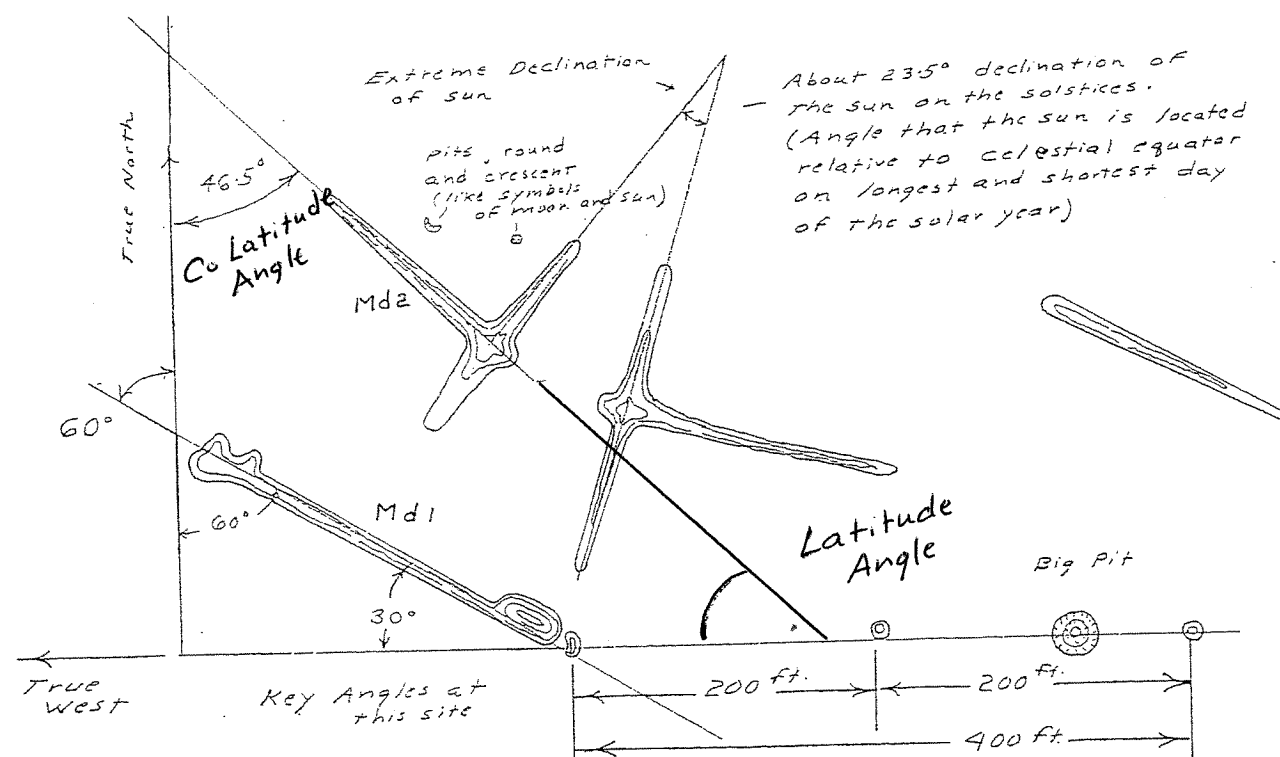 Extreme Declination
of sun
About 23.5° declination of
the sun on the solstices.
(Angle that the sun is located
relative to celestial equator
on longest and shortest day
of the solar year)
True North
46.5°
pits, round
and crescent
(like symbols
of moon and sun)
Co Latitude
Angle
Md2
60°
60°
Md1
30°
Latitude
Angle
Big Pit
True
West
Key Angles at
this site
200 ft.
200 ft.
400 ft.